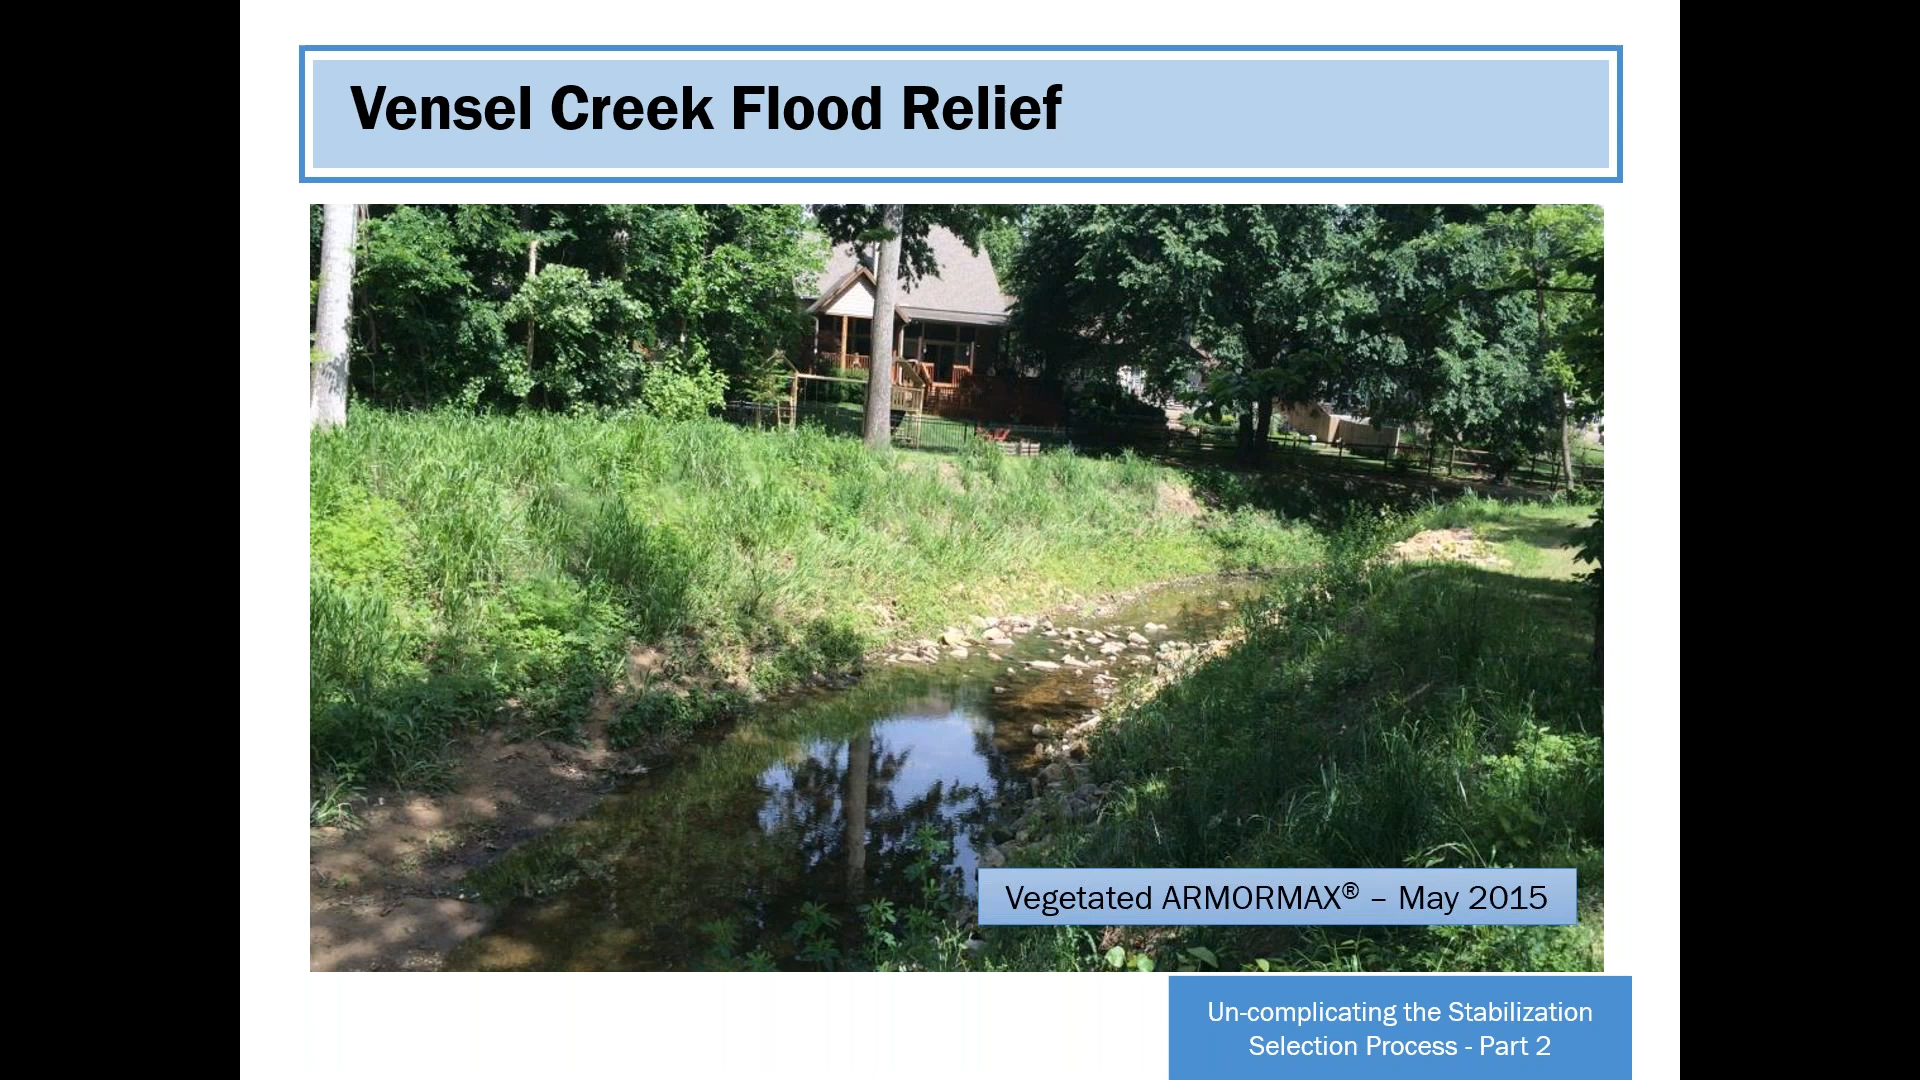 Vensel Creek Flood Relief
Vegetated ARMORMAX® – May 2015
Un-complicating the Stabilization
Selection Process - Part 2